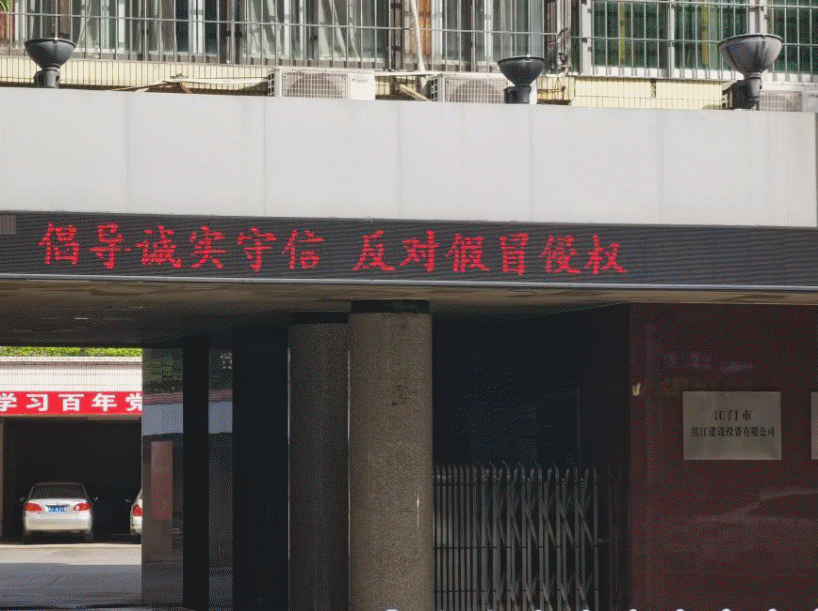 倡导诚实守信 反对假冒侵权
学习百年党
江门市
滨江建设投资有限公司